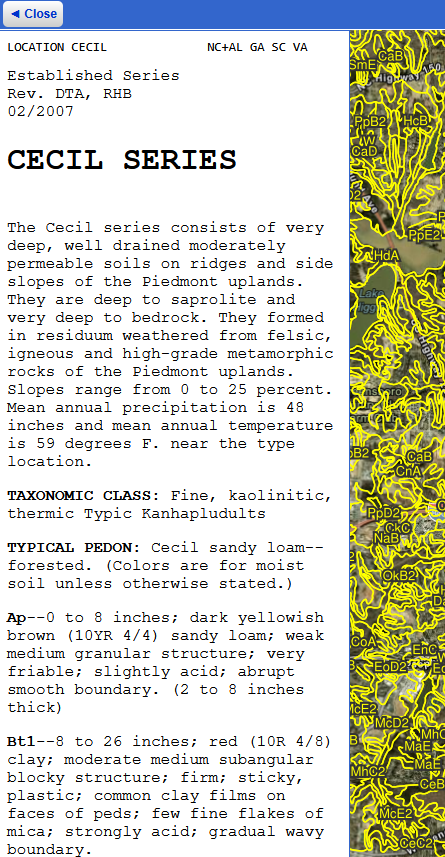 ◄ Close
LOCATION CECIL NC+AL GA SC VA
Established Series
Rev. DTA, RHB
02/2007
CECIL SERIES
The Cecil series consists of very
deep, well drained moderately
permeable soils on ridges and side
slopes of the Piedmont uplands.
They are deep to saprolite and
very deep to bedrock. They formed
in residuum weathered from felsic,
igneous and high-grade metamorphic
rocks of the Piedmont uplands.
Slopes range from 0 to 25 percent.
Mean annual precipitation is 48
inches and mean annual temperature
is 59 degrees F. near the type
location.
TAXONOMIC CLASS: Fine, kaolinitic,
thermic Typic Kanhapludults
TYPICAL PEDON: Cecil sandy loam--
forested. (Colors are for moist
soil unless otherwise stated.)
Ap--0 to 8 inches; dark yellowish
brown (10YR 4/4) sandy loam; weak
medium granular structure; very
friable; slightly acid; abrupt
smooth boundary. (2 to 8 inches
thick)
Bt1--8 to 26 inches; red (10R 4/8)
clay; moderate medium subangular
blocky structure; firm; sticky,
plastic; common clay films on
faces of peds; few fine flakes of
mica; strongly acid; gradual wavy
boundary.
CaB
SmE
Highway 150
PpB2
HcB
W
CaD
PpE2
HdA
Lake
CaB
CnA
PpD2
CkC
NaB
OkB2
CoA
EhC
EoD2
McE2
McD2
MaE
MaE
MhC2
CeB
McE2
CeC2